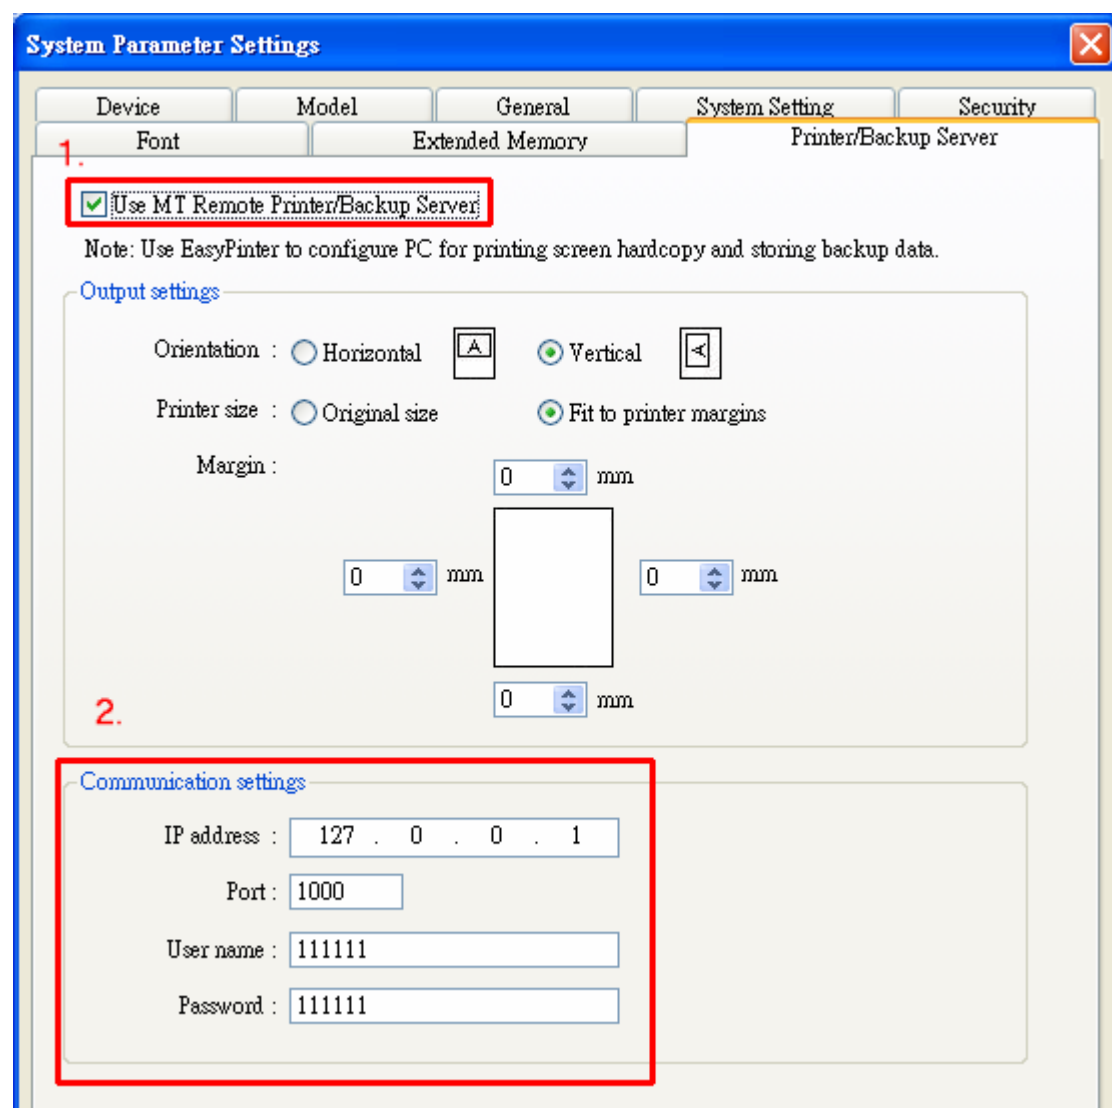 System Parameter Settings
Device Model General System Setting Security
Font Extended Memory Printer/Backup Server
1.
Use MT Remote Printer/Backup Server
Note: Use EasyPinter to configure PC for printing screen hardcopy and storing backup data.
Output settings
Orientation : Horizontal A Vertical A
Printer size : Original size Fit to printer margins
Margin :
0 mm
0 mm 0 mm
0 mm
2.
Communication settings
IP address : 127 . 0 . 0 . 1
Port : 1000
User name : 111111
Password : 111111